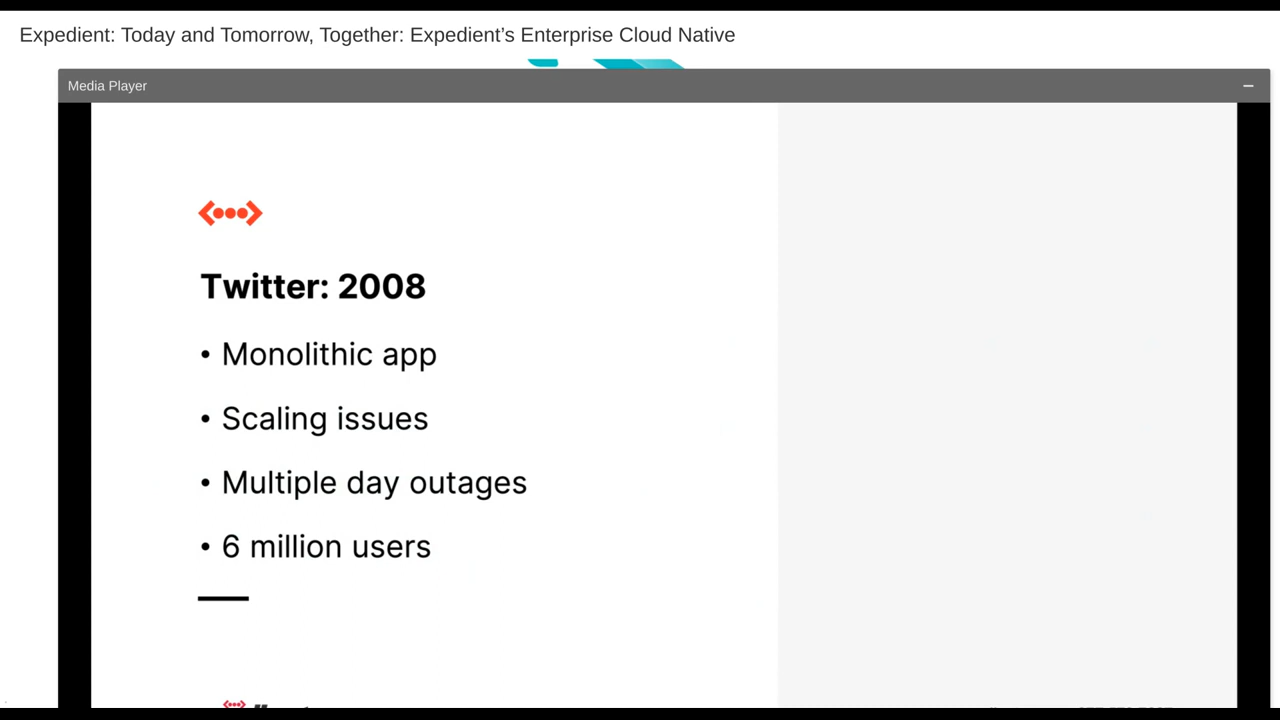 Expedient: Today and Tomorrow, Together: Expedient’s Enterprise Cloud Native
Media Player
Twitter: 2008
• Monolithic app
• Scaling issues
• Multiple day outages
• 6 million users